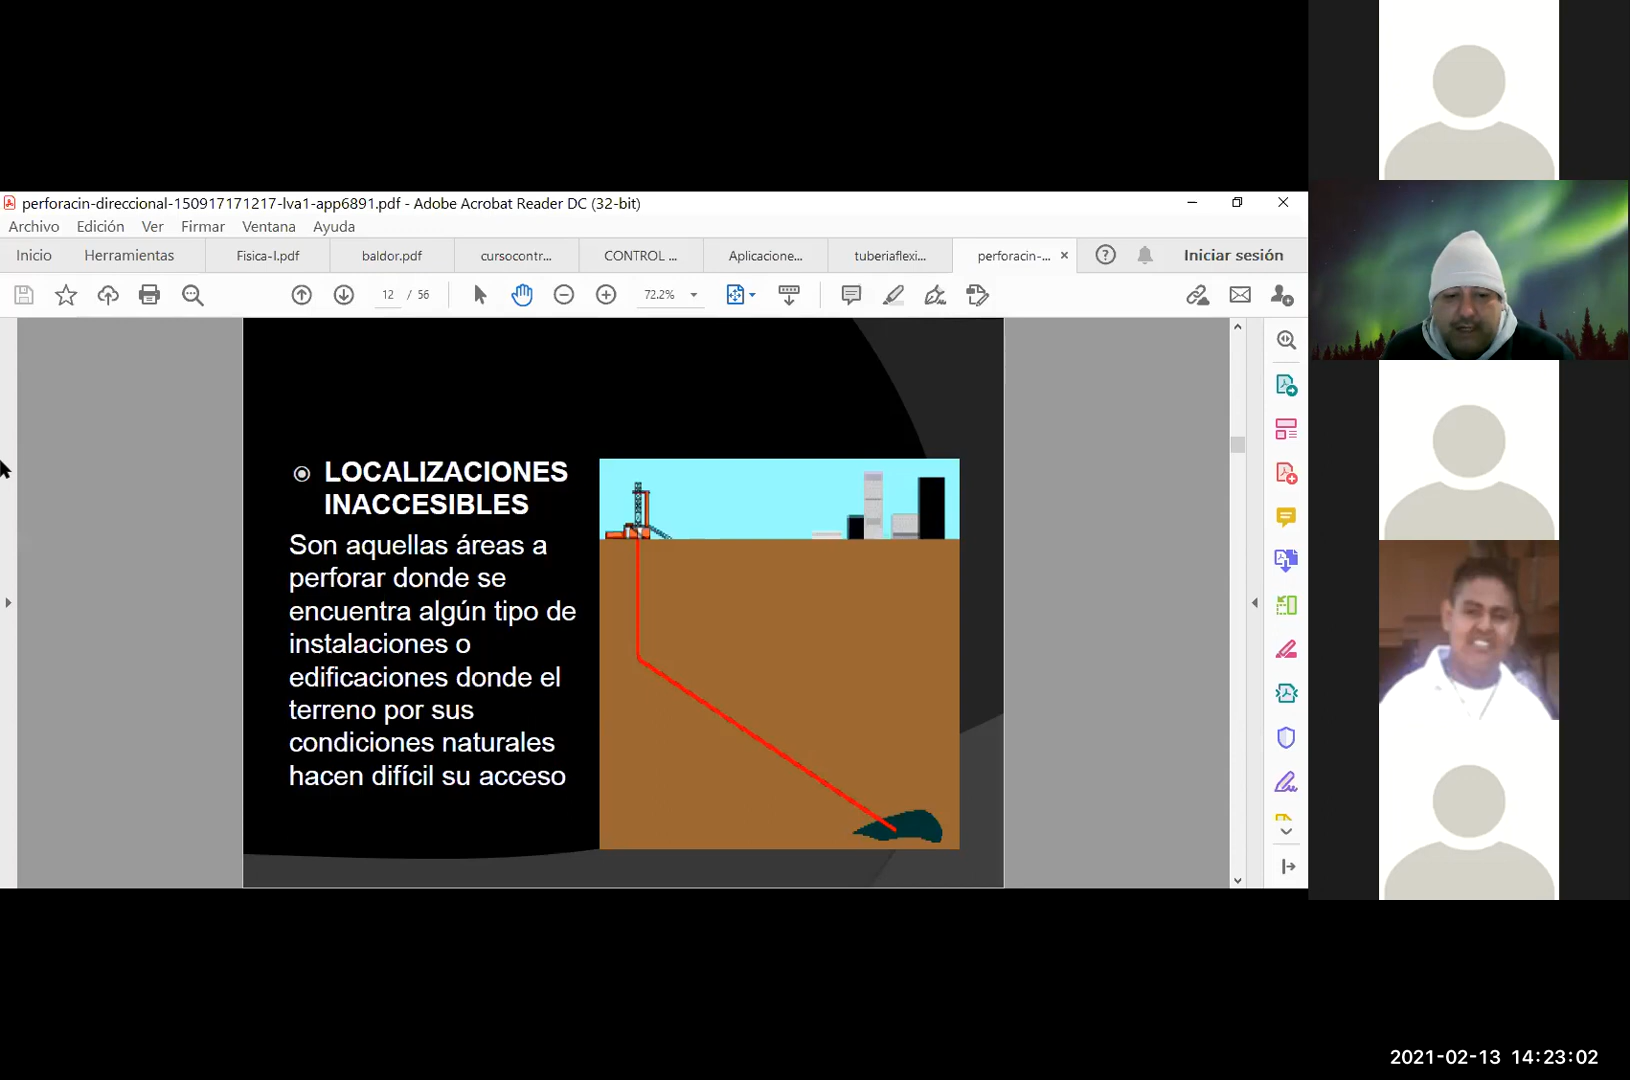 perforacin-direccional-150917171217-lva1-app6891.pdf - Adobe Acrobat Reader DC (32-bit)
Archivo Edición Ver Firmar Ventana Ayuda
Inicio Herramientas Fisica-I.pdf baldor.pdf cursocontr... CONTROL ... Aplicacione... tuberiaflexi... perforacin-... Iniciar sesión
12 / 56 72.2%
LOCALIZACIONES
INACCESIBLES
Son aquellas áreas a
perforar donde se
encuentra algún tipo de
instalaciones o
edificaciones donde el
terreno por sus
condiciones naturales
hacen difícil su acceso
2021-02-13 14:23:02